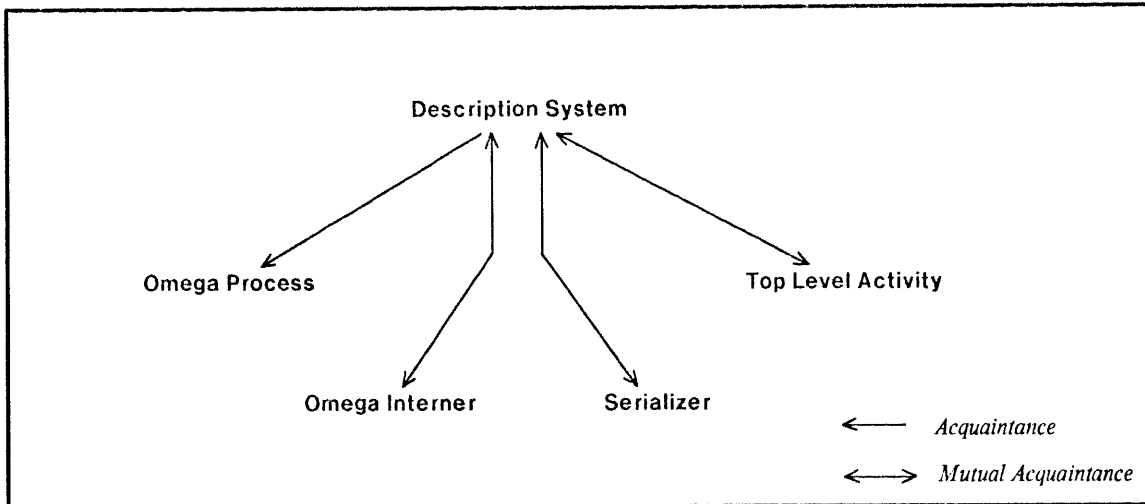 Description System
Omega Process
Top Level Activity
Omega Interner
Serializer
Acquaintance
Mutual Acquaintance